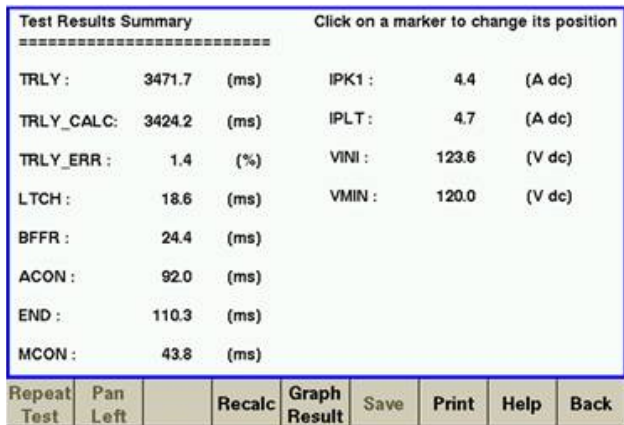 Test Results Summary Click on a marker to change its position
===========================
TRLY : 3471.7 (ms) IPK1 : 4.4 (A dc)
TRLY_CALC: 3424.2 (ms) IPLT : 4.7 (A dc)
TRLY_ERR : 1.4 (%) VINI : 123.6 (V dc)
LTCH : 18.6 (ms) VMIN : 120.0 (V dc)
BFFR : 24.4 (ms)
ACON : 92.0 (ms)
END : 110.3 (ms)
MCON : 43.8 (ms)
Repeat Test Pan Left Recalc Graph Result Save Print Help Back